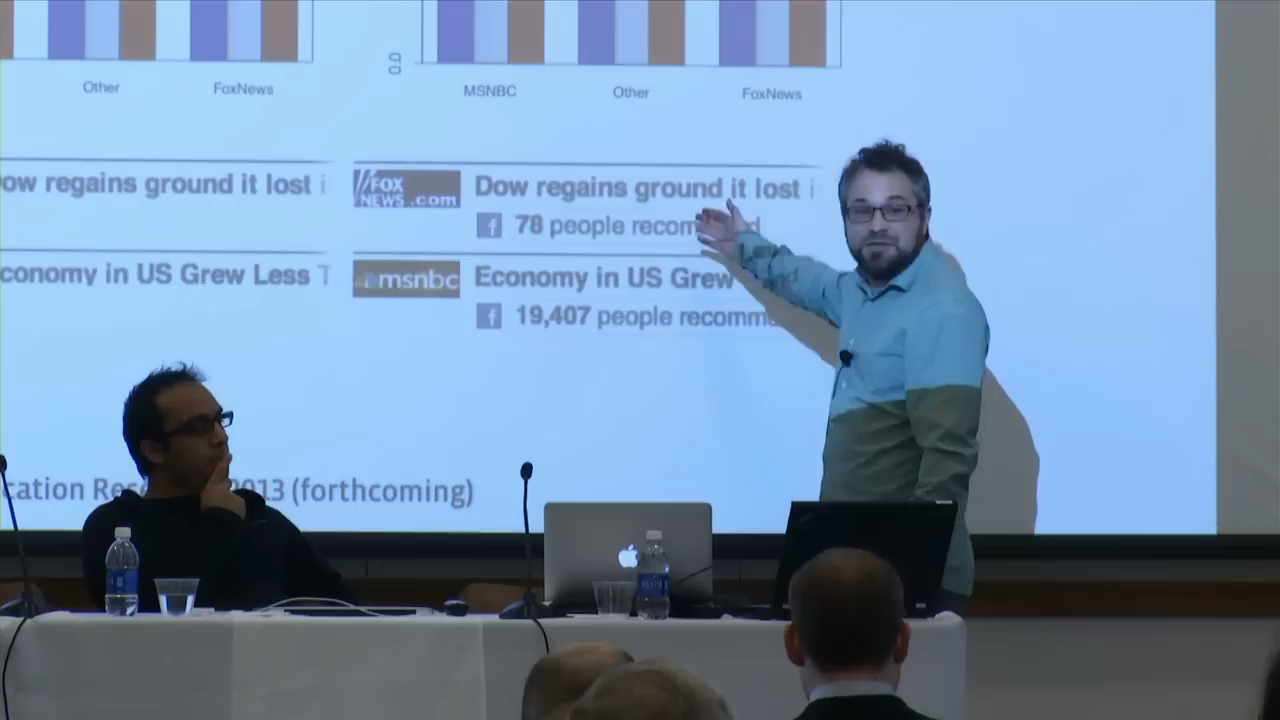 0.0
Other FoxNews
MSNBC Other FoxNews
ow regains ground it lost
FOX NEWS.com Dow regains ground it lost
78 people recom
conomy in US Grew Less T
msnbc Economy in US Grew
19,407 people recomm
cation 2013 (forthcoming)